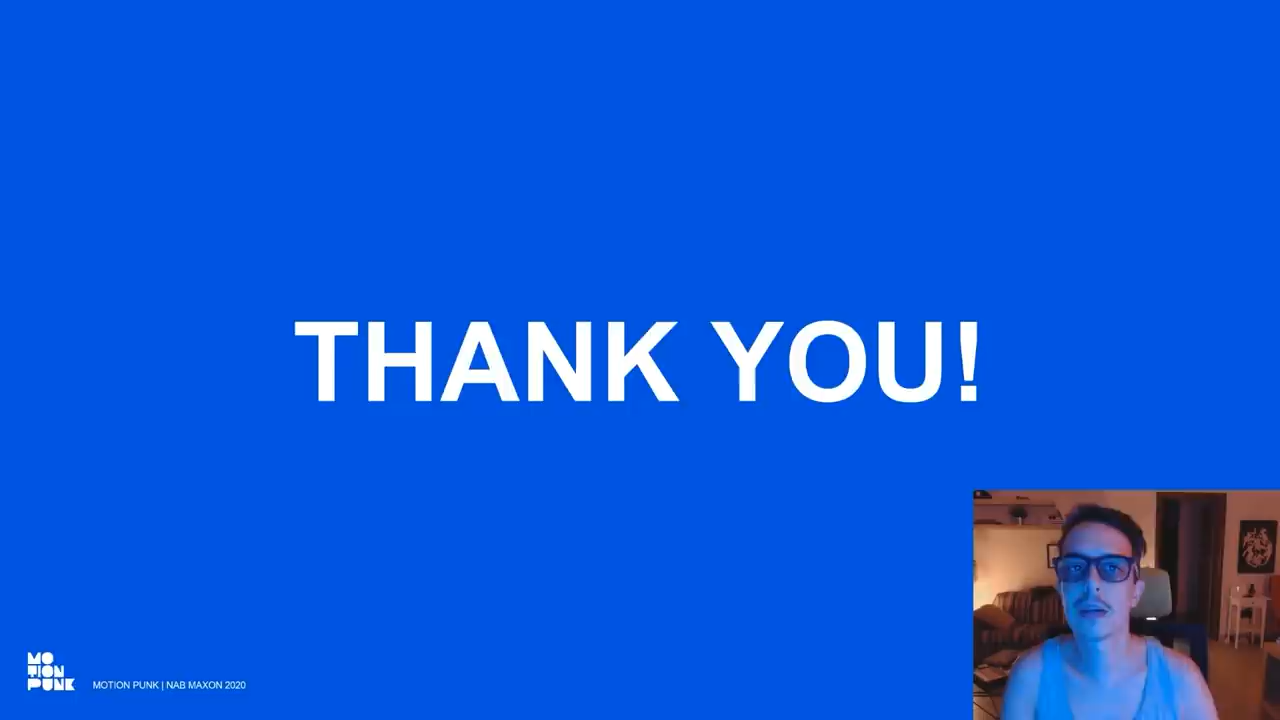 THANK YOU!
MO
TION
PUNK
MOTION PUNK | NAB MAXON 2020